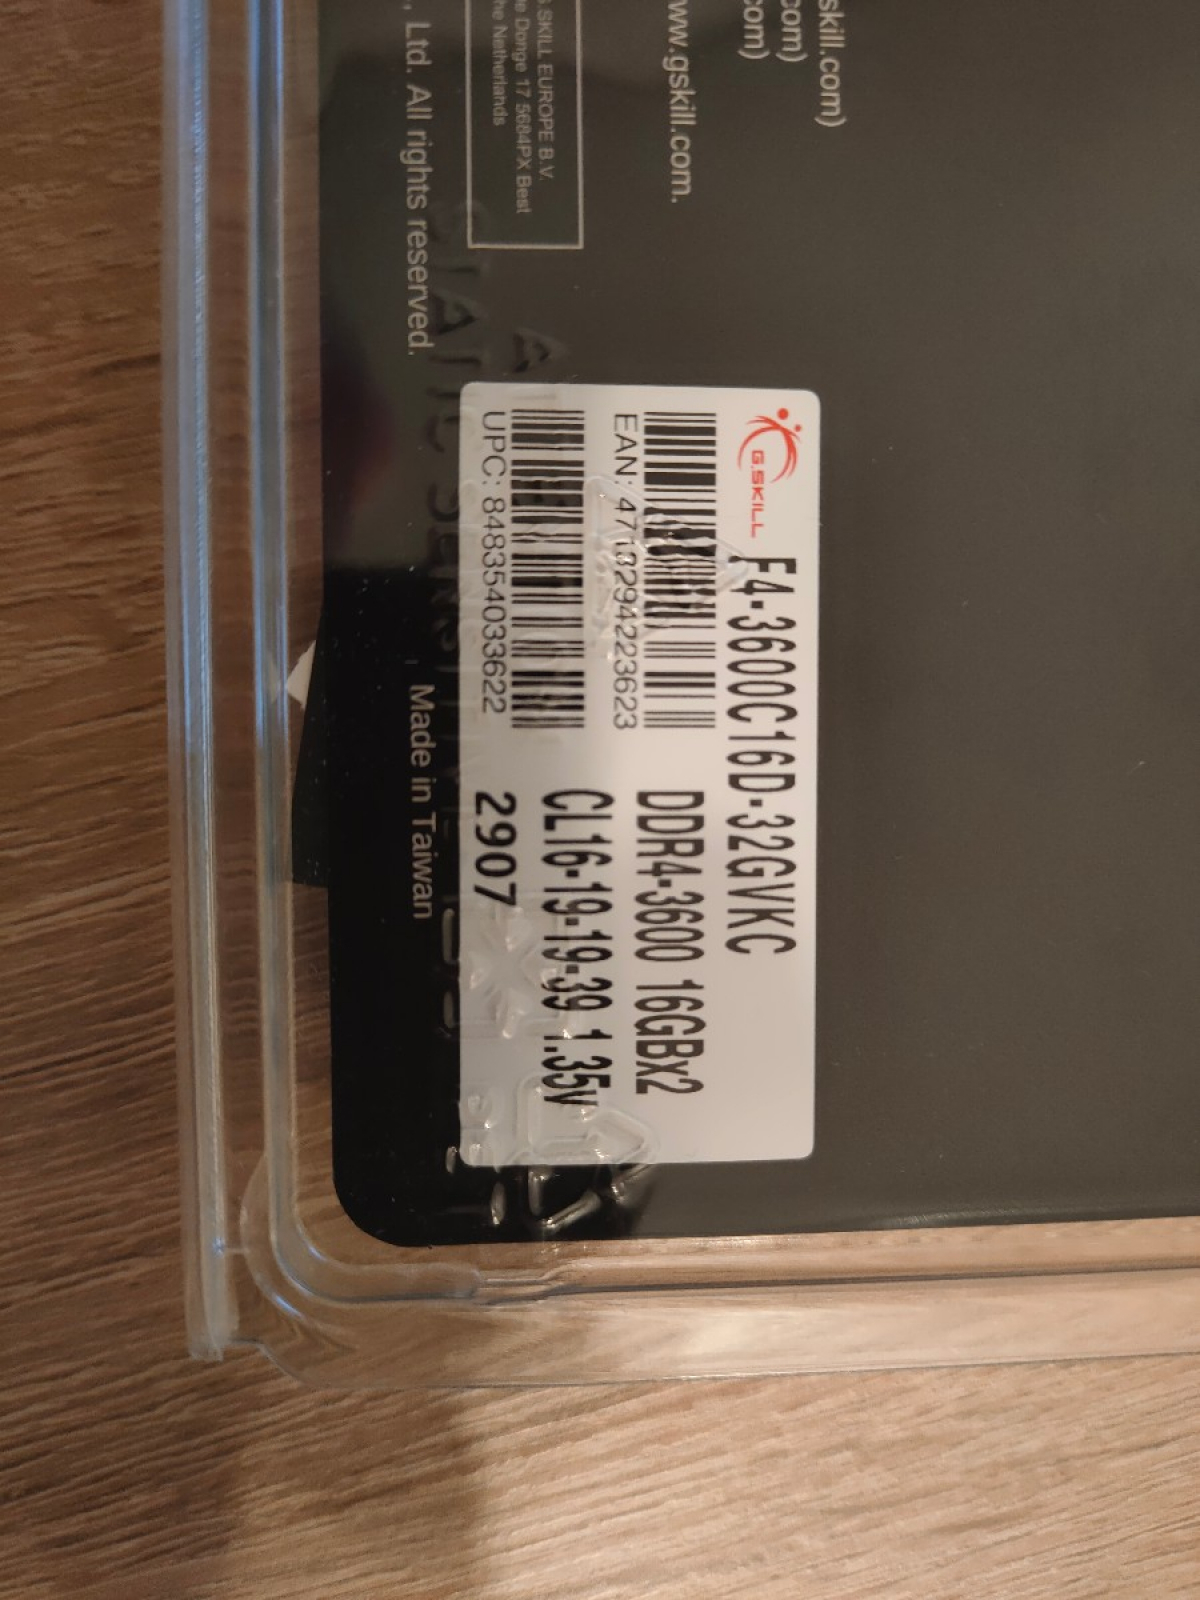 skill.com)
com)
com)
www.gskill.com.
G.SKILL EUROPE B.V.
De Donge 17 5684PX Best
The Netherlands
, Ltd. All rights reserved.
G.SKILL
F4-3600C16D-32GVKC
EAN: 4713294223623
DDR4-3600 16GBx2
CL16-19-19-39 1.35V
UPC: 848354033622
2907
Made in Taiwan